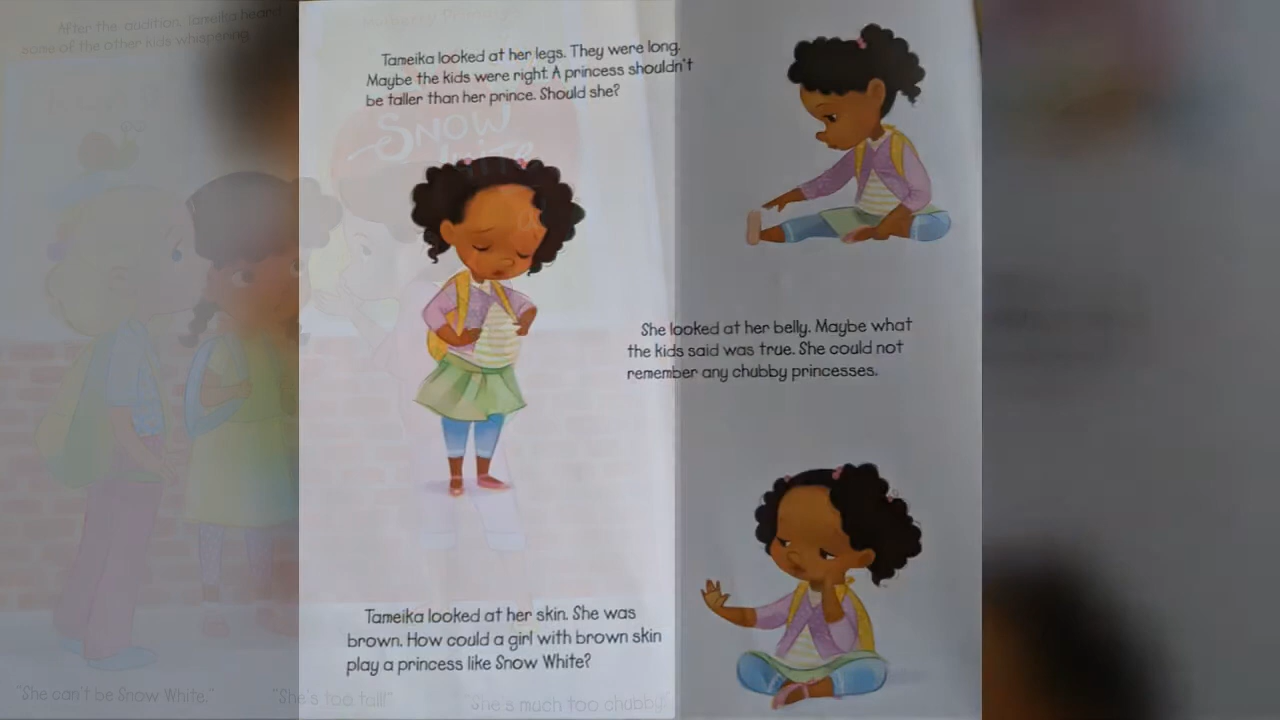 After the audition, Tameika heard
some of the other kids whispering.
Tameika looked at her legs. They were long.
Maybe the kids were right. A princess shouldn't
be taller than her prince. Should she?
SNOW
White
She looked at her belly. Maybe what
the kids said was true. She could not
remember any chubby princesses.
Tameika looked at her skin. She was
brown. How could a girl with brown skin
play a princess like Snow White?
"She can't be Snow White." "She's too tall!" "She's much too chubby."